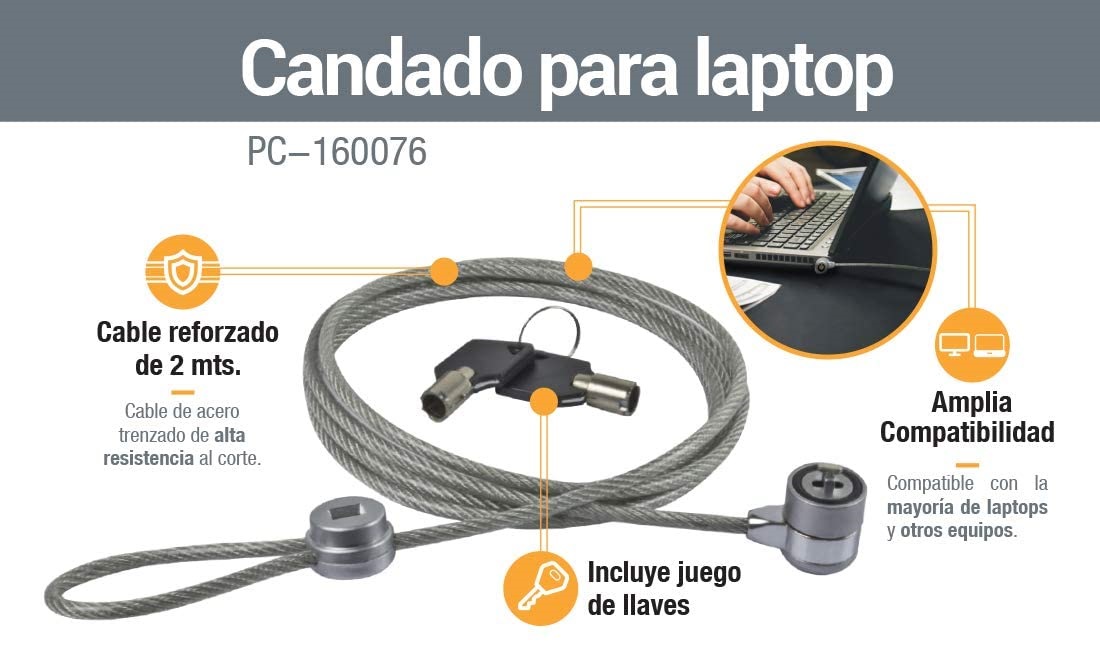 Candado para laptop
PC–160076
Cable reforzado
de 2 mts.
Cable de acero
trenzado de alta
resistencia al corte.
Amplia
Compatibilidad
Compatible con la
mayoría de laptops
y otros equipos.
Incluye juego
de llaves